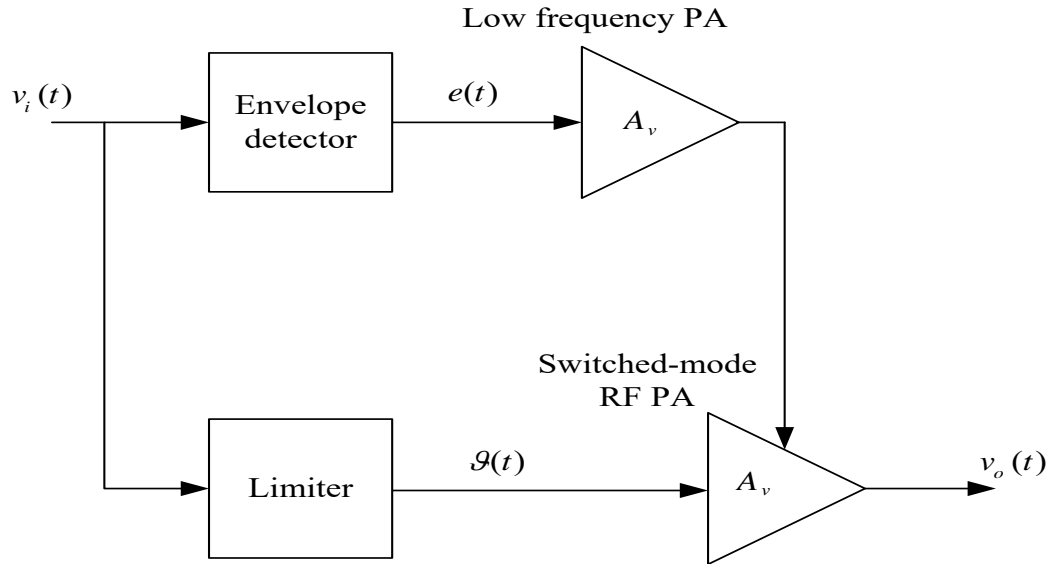 Low frequency PA
v_i(t)
Envelope
detector
e(t)
A_v
Switched-mode
RF PA
Limiter
ϑ(t)
A_v
v_o(t)